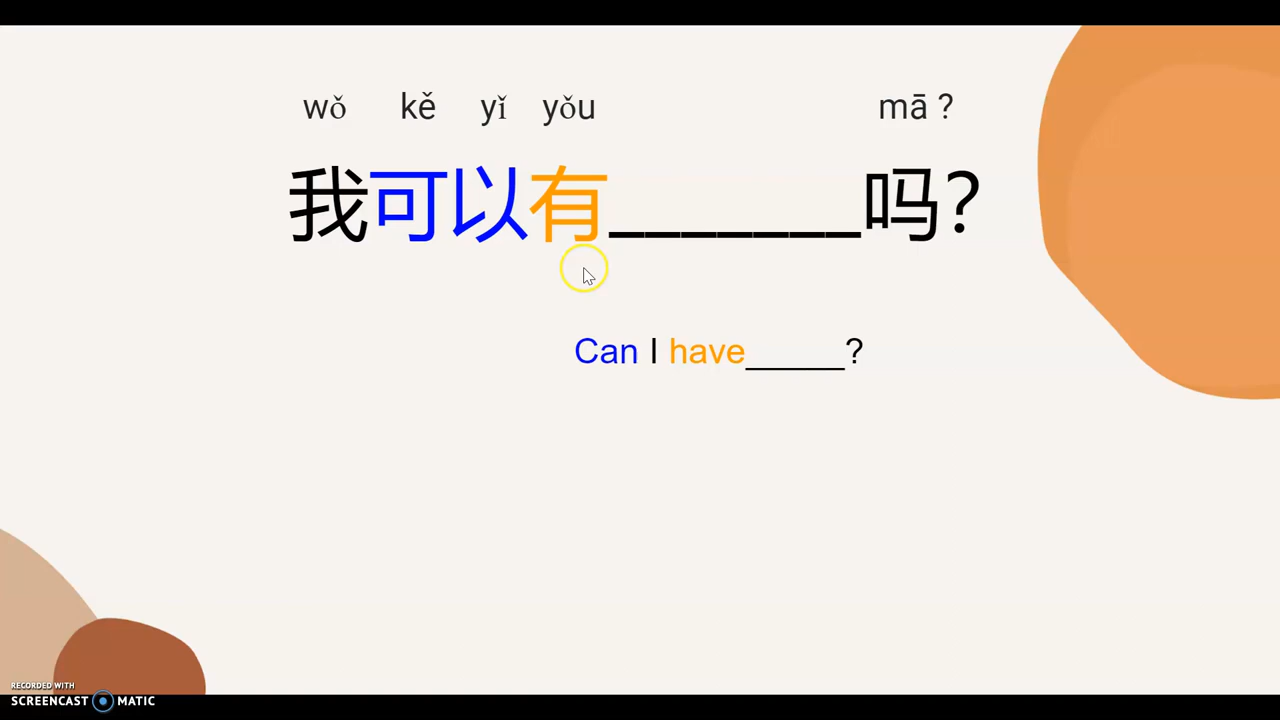 wǒ kě yǐ yǒu mā ?
我可以有_______吗？
Can I have_____?
RECORDED WITH
SCREENCAST MATIC